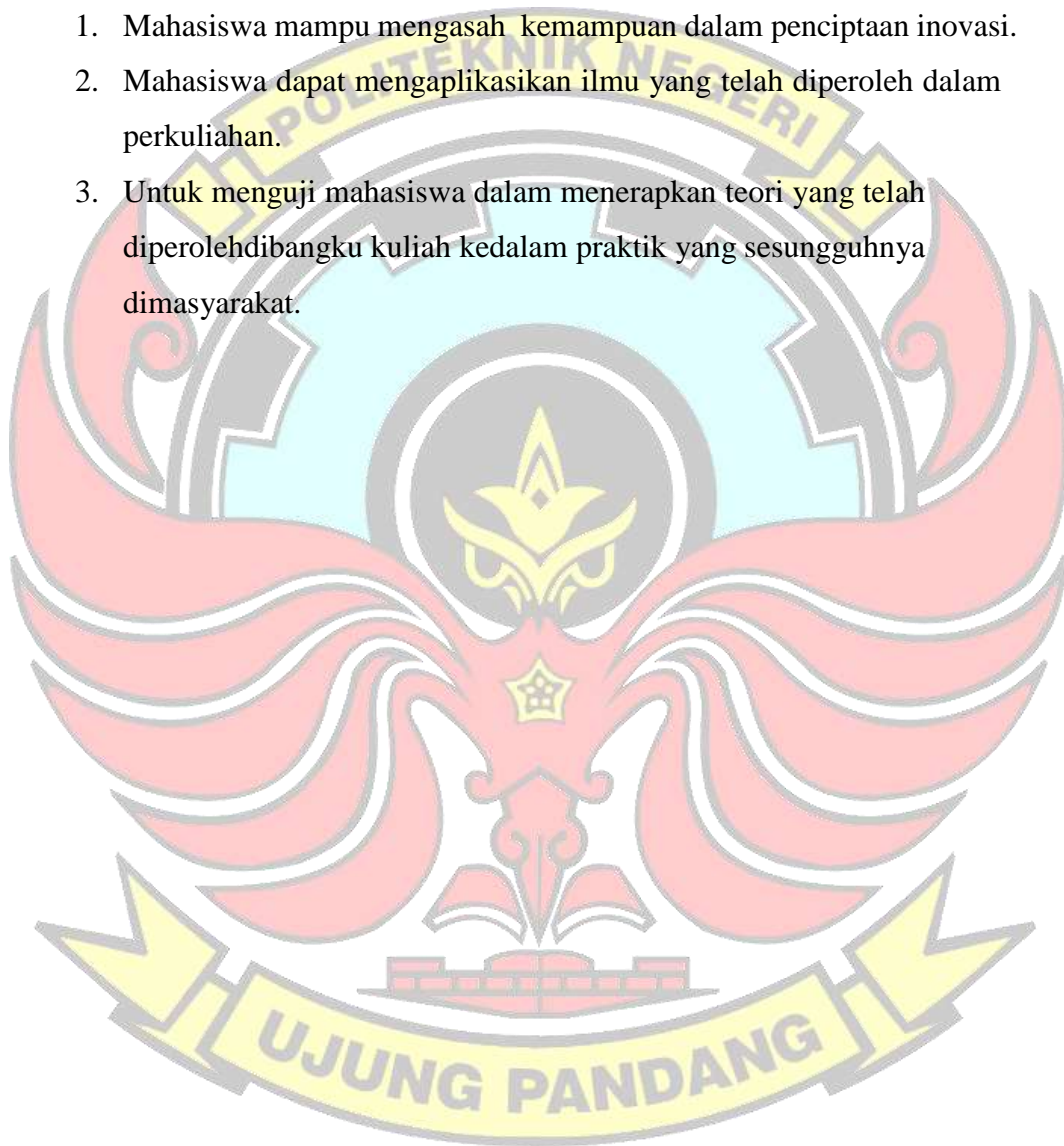 1. Mahasiswa mampu mengasah kemampuan dalam penciptaan inovasi.
2. Mahasiswa dapat mengaplikasikan ilmu yang telah diperoleh dalam
perkuliahan.
3. Untuk menguji mahasiswa dalam menerapkan teori yang telah
diperolehdibangku kuliah kedalam praktik yang sesungguhnya
dimasyarakat.
POLITEKNIK NEGERI
UJUNG PANDANG